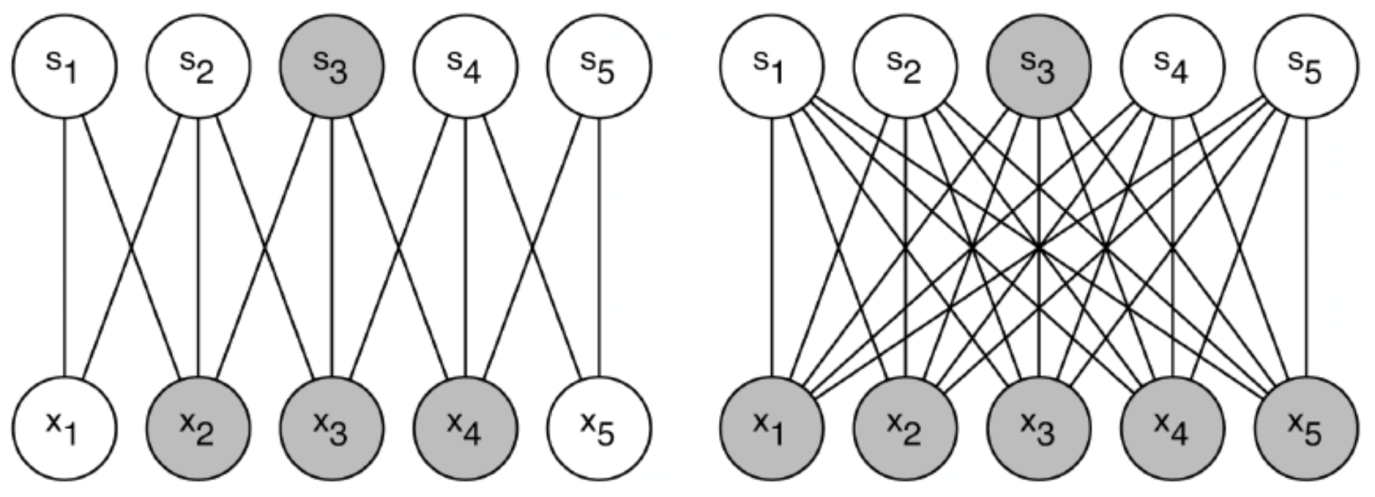 s1 s2 s3 s4 s5 s1 s2 s3 s4 s5
x1 x2 x3 x4 x5 x1 x2 x3 x4 x5